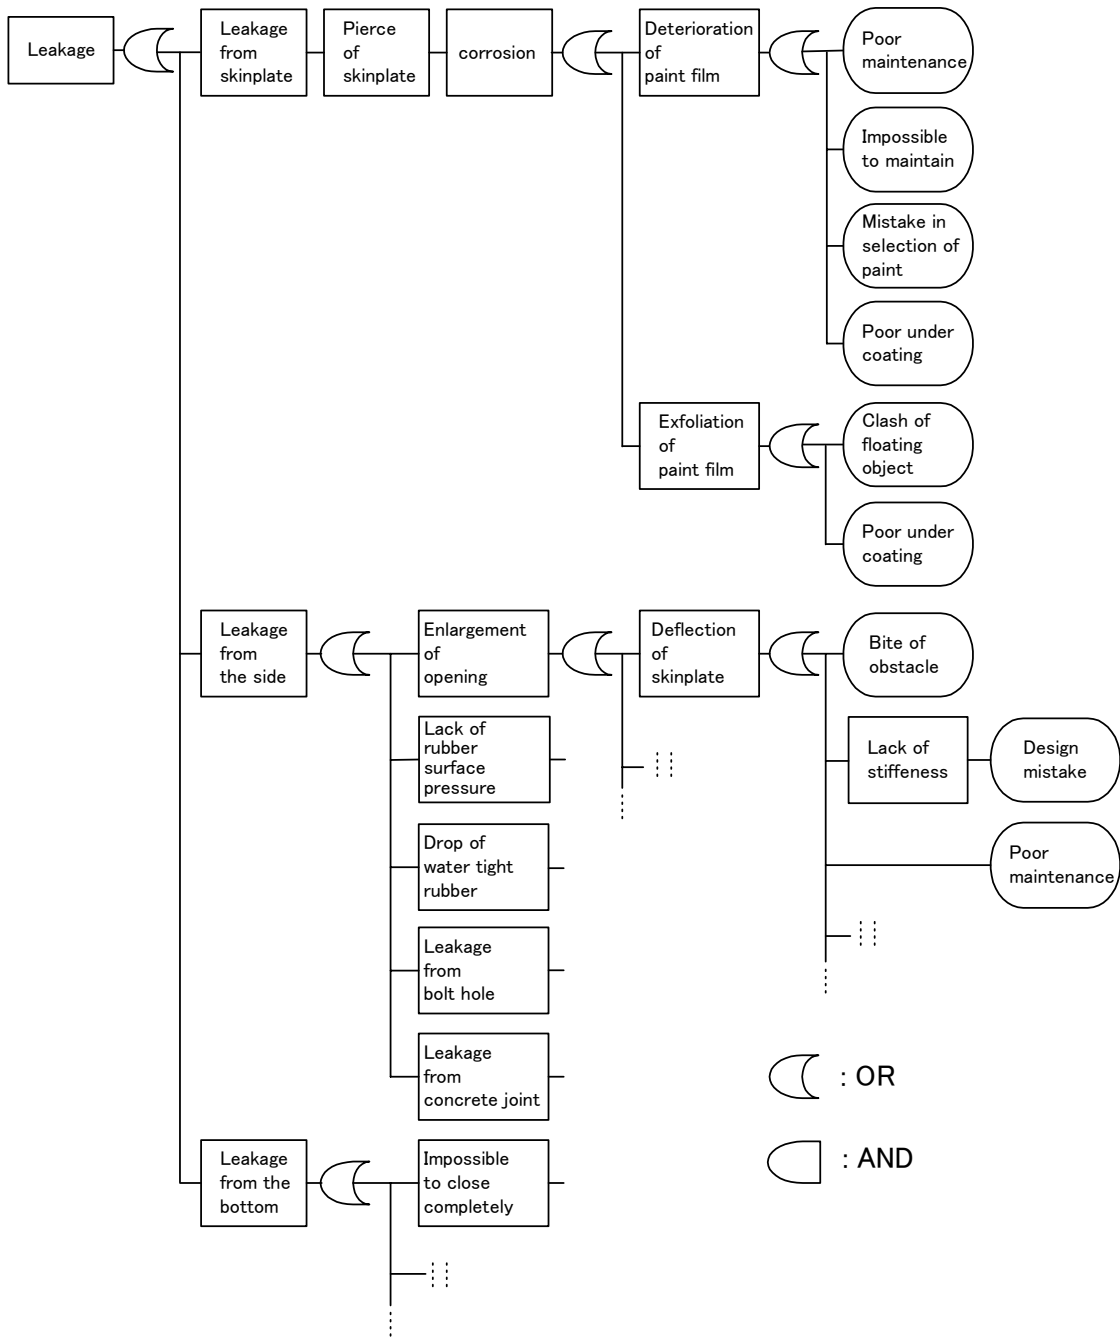 Leakage
Leakage
from
skinplate
Pierce
of
skinplate
corrosion
Deterioration
of
paint film
Poor
maintenance
Impossible
to maintain
Mistake in
selection of
paint
Poor under
coating
Exfoliation
of
paint film
Clash of
floating
object
Poor under
coating
Leakage
from
the side
Enlargement
of
opening
Deflection
of
skinplate
Bite of
obstacle
Lack of
rubber
surface
pressure
Lack of
stiffeness
Design
mistake
Drop of
water tight
rubber
Poor
maintenance
Leakage
from
bolt hole
Leakage
from
concrete joint
: OR
Leakage
from the
bottom
Impossible
to close
completely
: AND